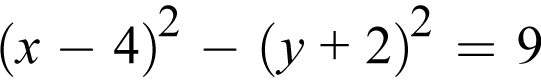 (x − 4)² − (y + 2)² = 9